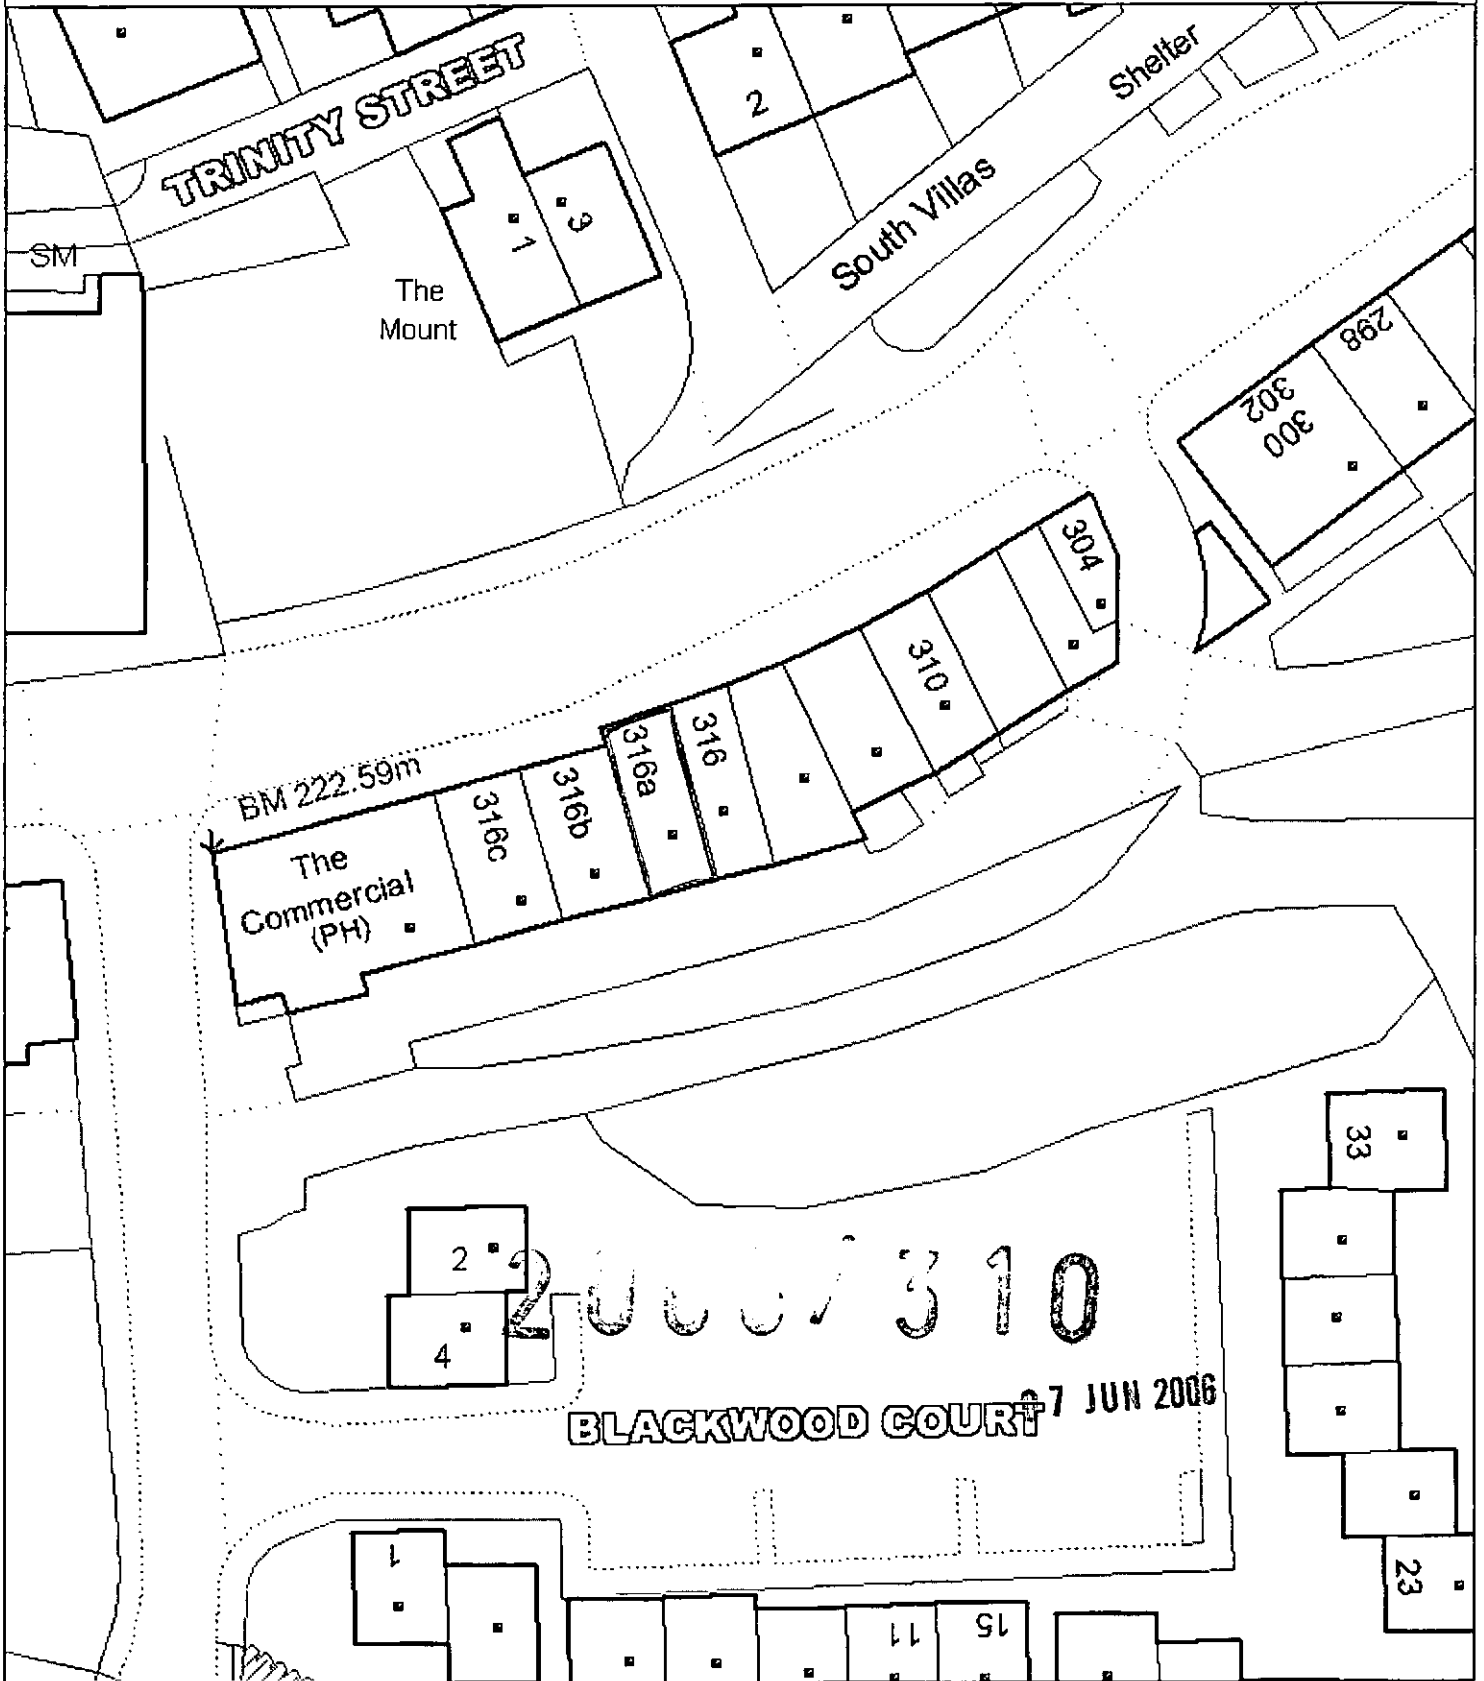 TRINITY STREET
2
Shelter
South Villas
SM
1
3
The
Mount
298
302
300
304
310
316
316a
316b
316c
BM 222.59m
The
Commercial
(PH)
33
2
4
310
7 JUN 2006
BLACKWOOD COURT
1
11
15
23